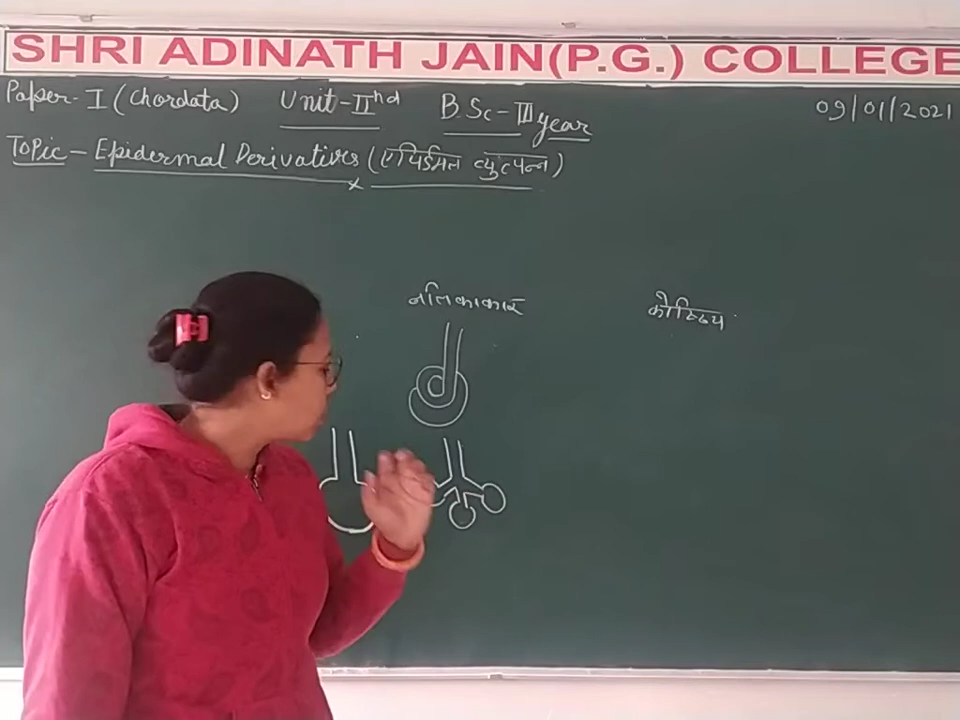 SHRI ADINATH JAIN(P.G.) COLLEGE
Paper-I (Chordata) Unit-IInd B.Sc-III year 09/01/2021
Topic - Epidermal Derivatives (एपिडर्मल व्युत्पन्न)
नलिकाकार